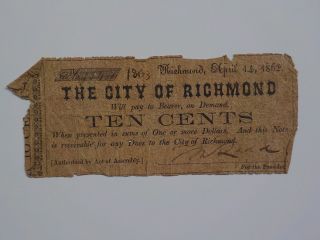 Richmond, April 14, 1862.
THE CITY OF RICHMOND
Will pay to Bearer, on Demand,
TEN CENTS
When presented in sums of One or more Dollars. And this Note
is receivable for any Dues to the City of Richmond.
[Authorized by Act of Assembly.]
For the